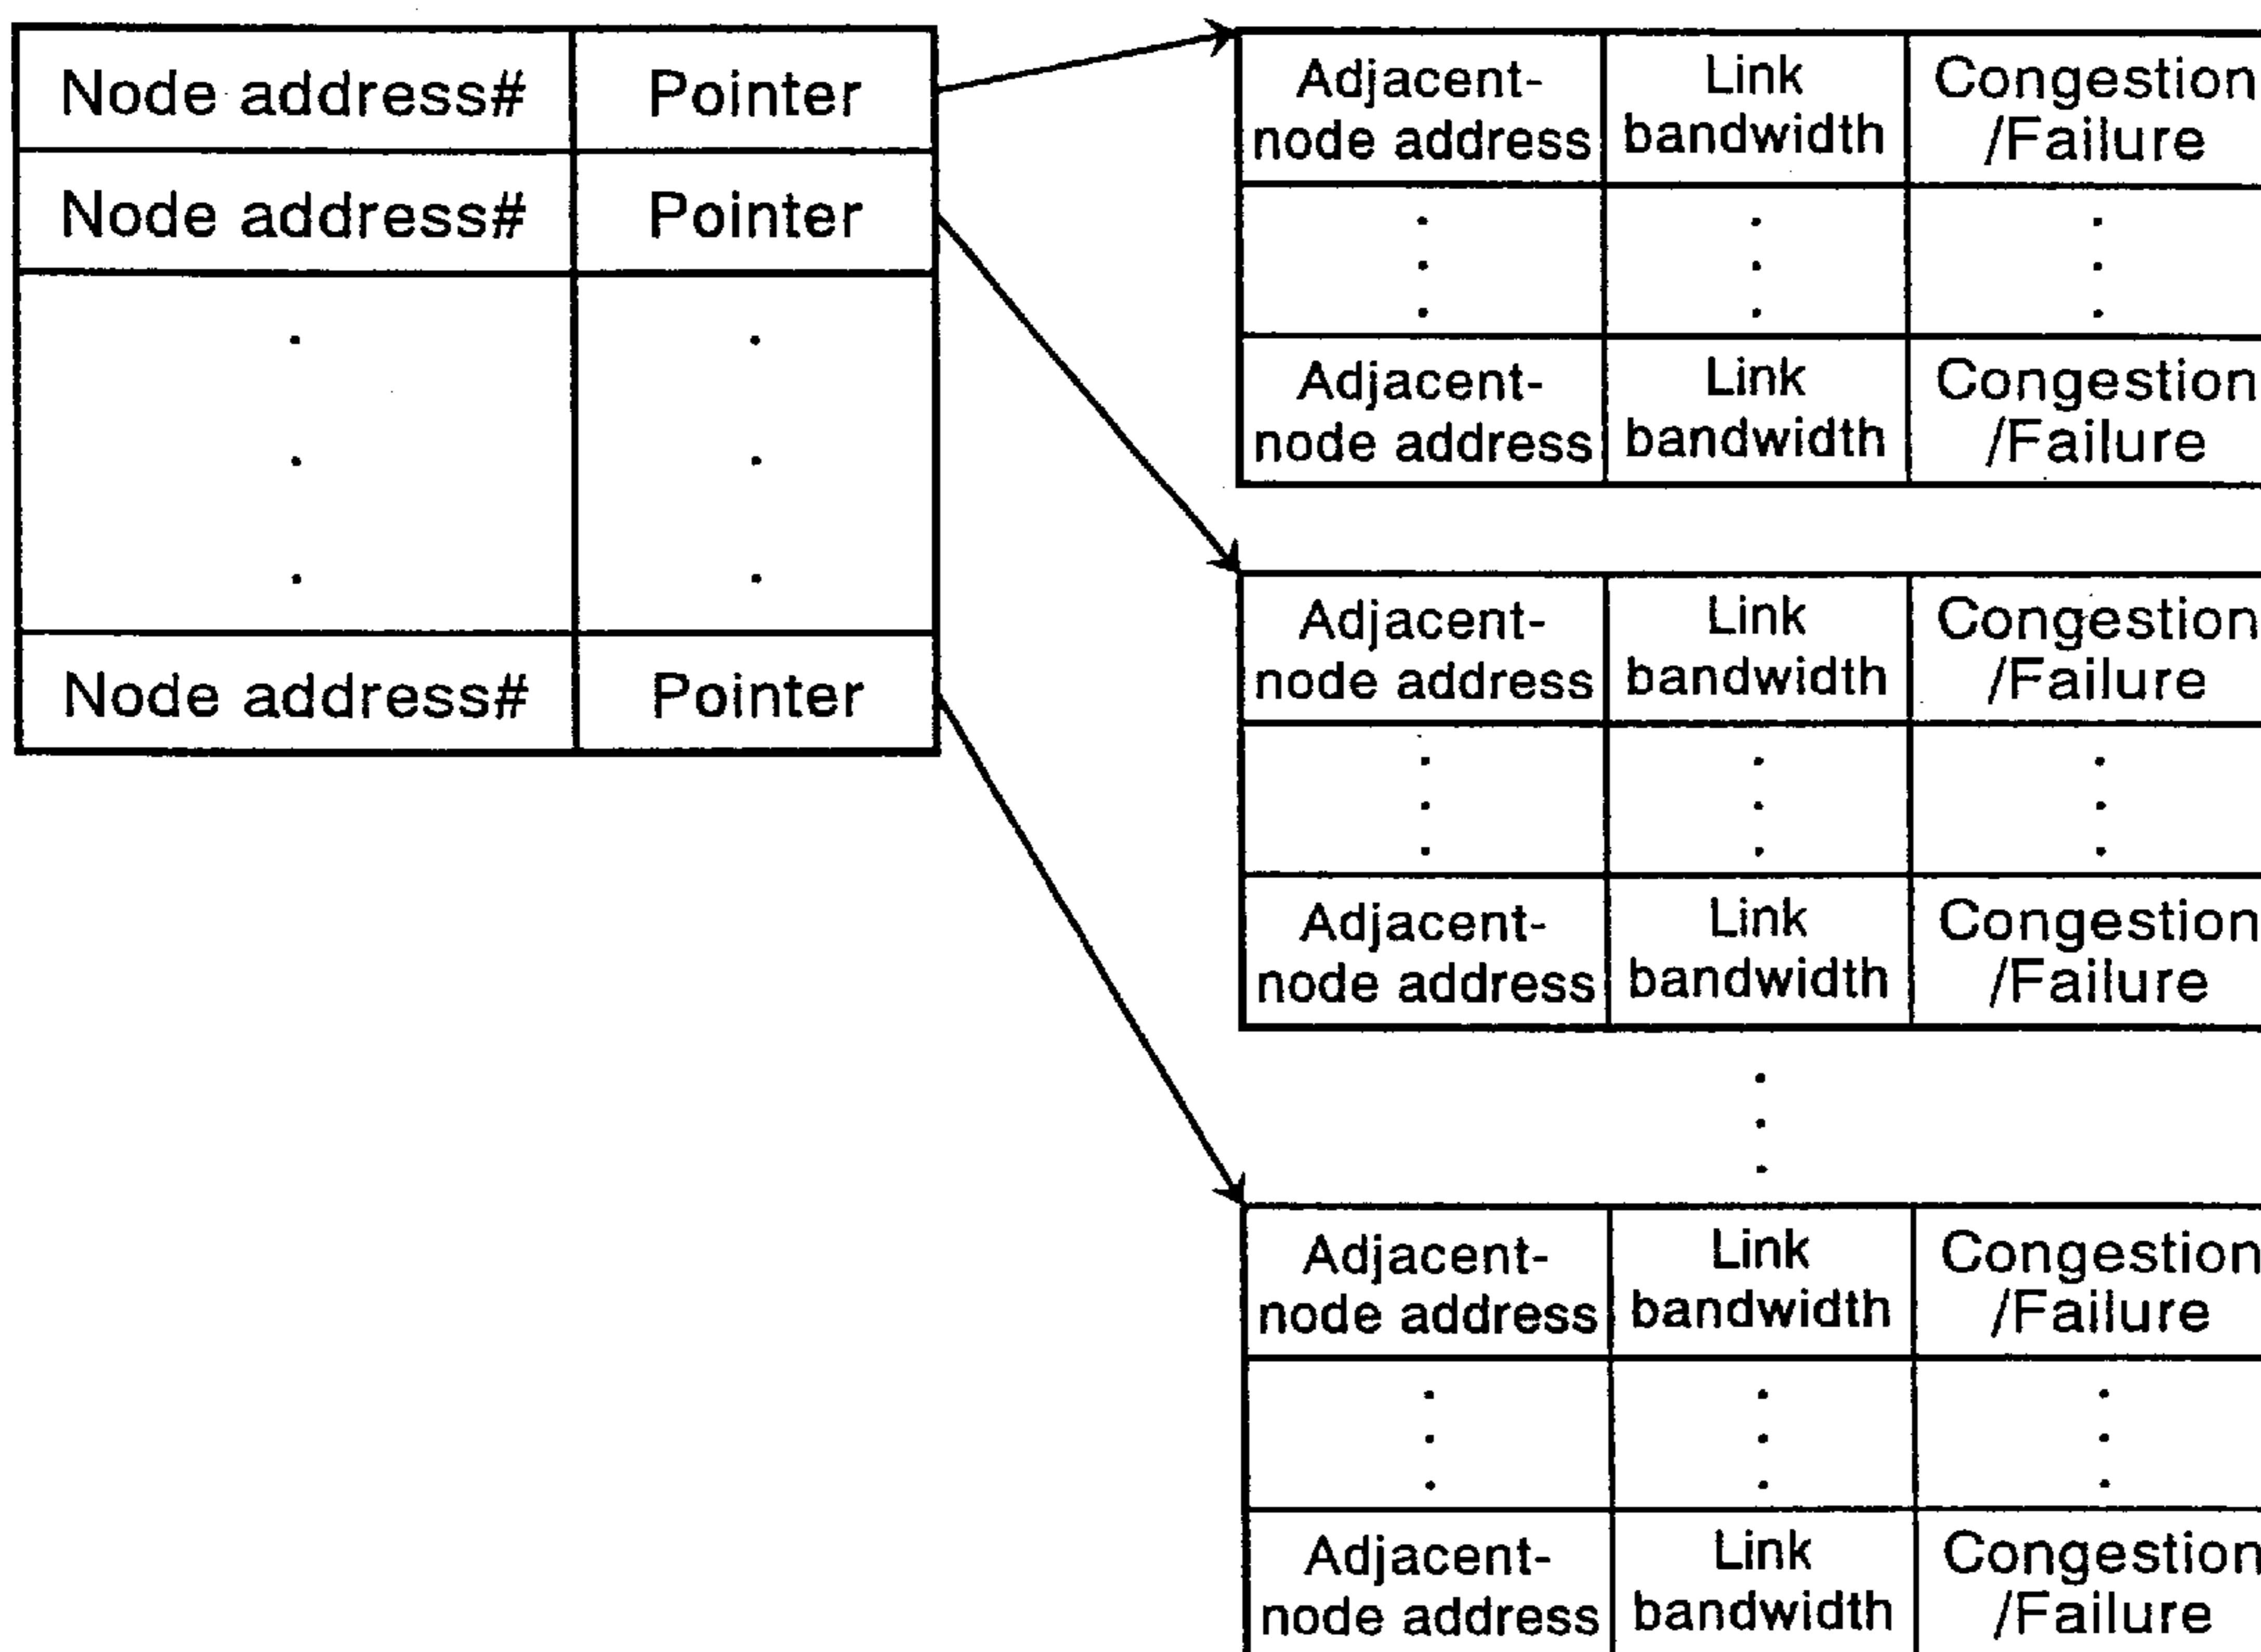 Node address#
Pointer
Node address#
Pointer
Node address#
Pointer
Adjacent-
node address
Link
bandwidth
Congestion
/Failure
Adjacent-
node address
Link
bandwidth
Congestion
/Failure
Adjacent-
node address
Link
bandwidth
Congestion
/Failure
Adjacent-
node address
Link
bandwidth
Congestion
/Failure
Adjacent-
node address
Link
bandwidth
Congestion
/Failure
Adjacent-
node address
Link
bandwidth
Congestion
/Failure